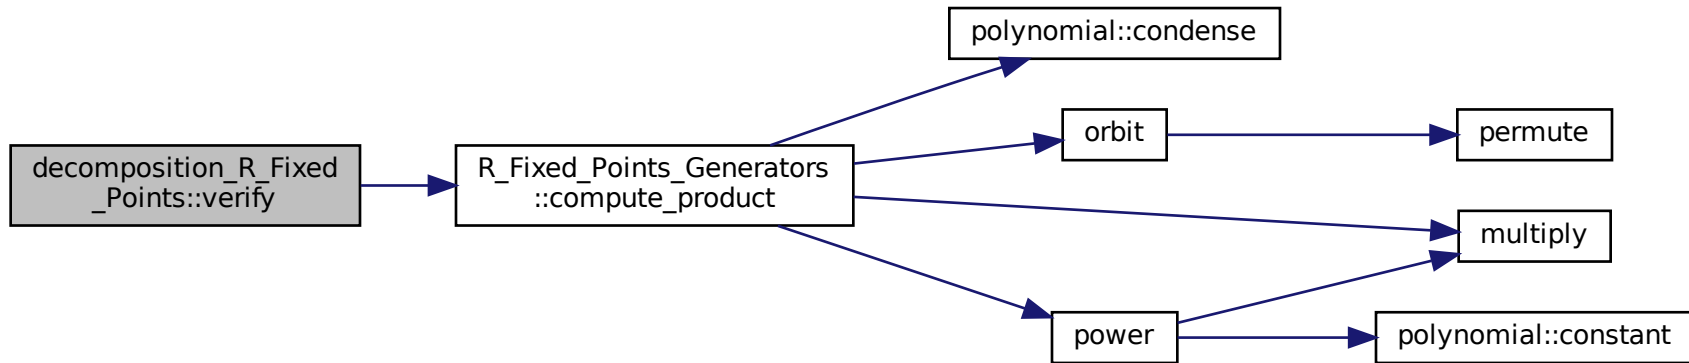 polynomial::condense
decomposition_R_Fixed
_Points::verify
R_Fixed_Points_Generators
::compute_product
orbit
permute
multiply
power
polynomial::constant